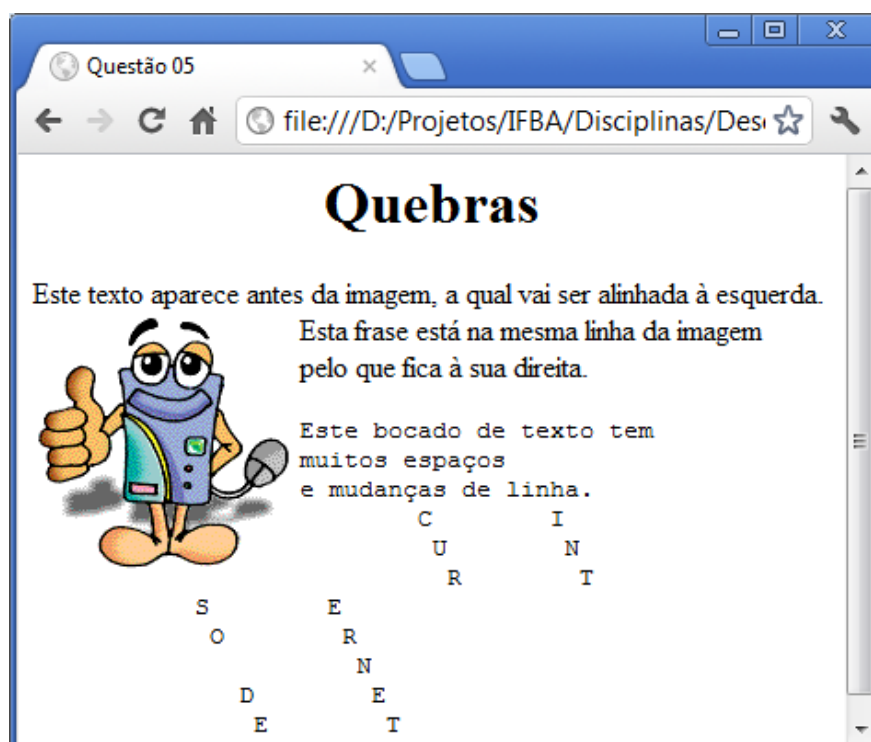 Questão 05
file:///D:/Projetos/IFBA/Disciplinas/Des
Quebras
Este texto aparece antes da imagem, a qual vai ser alinhada à esquerda.
Esta frase está na mesma linha da imagem
pelo que fica à sua direita.
Este bocado de texto tem
muitos espaços
e mudanças de linha.
C        I
U        N
R        T
S        E
O        R
N
D        E
E        T